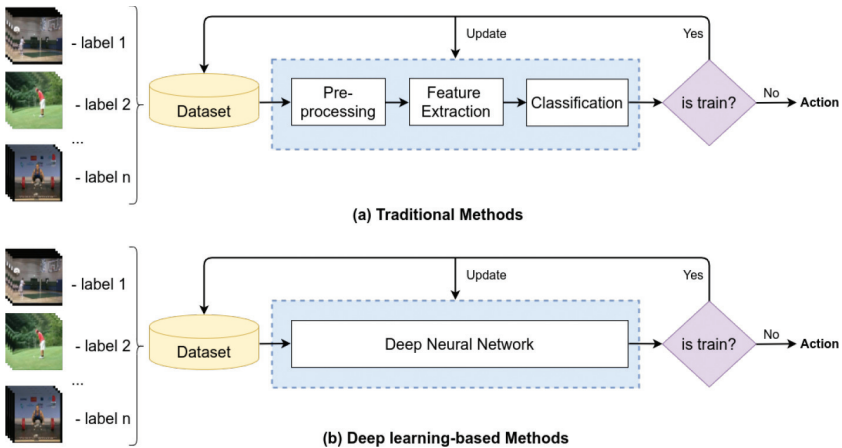 - label 1
- label 2
...
- label n
Dataset
Pre-
processing
Feature
Extraction
Classification
Update
Yes
is train?
No
Action
(a) Traditional Methods
- label 1
- label 2
...
- label n
Dataset
Deep Neural Network
Update
Yes
is train?
No
Action
(b) Deep learning-based Methods